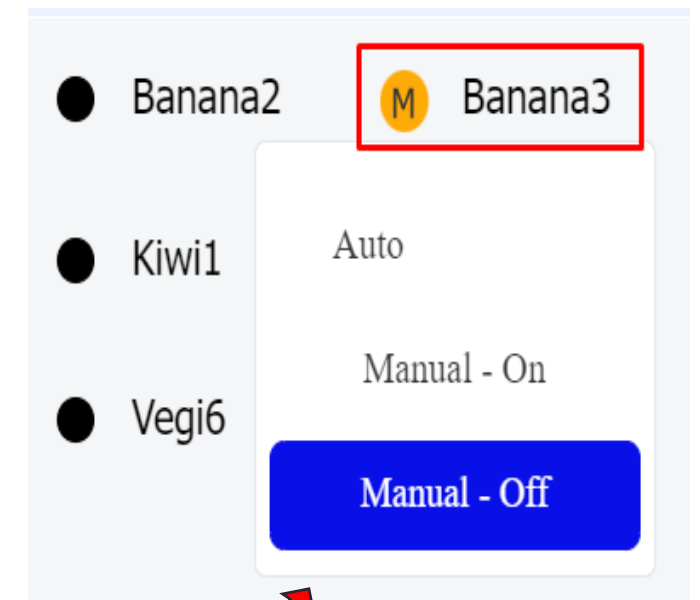 Banana2
M Banana3
Auto
Kiwi1
Manual - On
Vegi6
Manual - Off